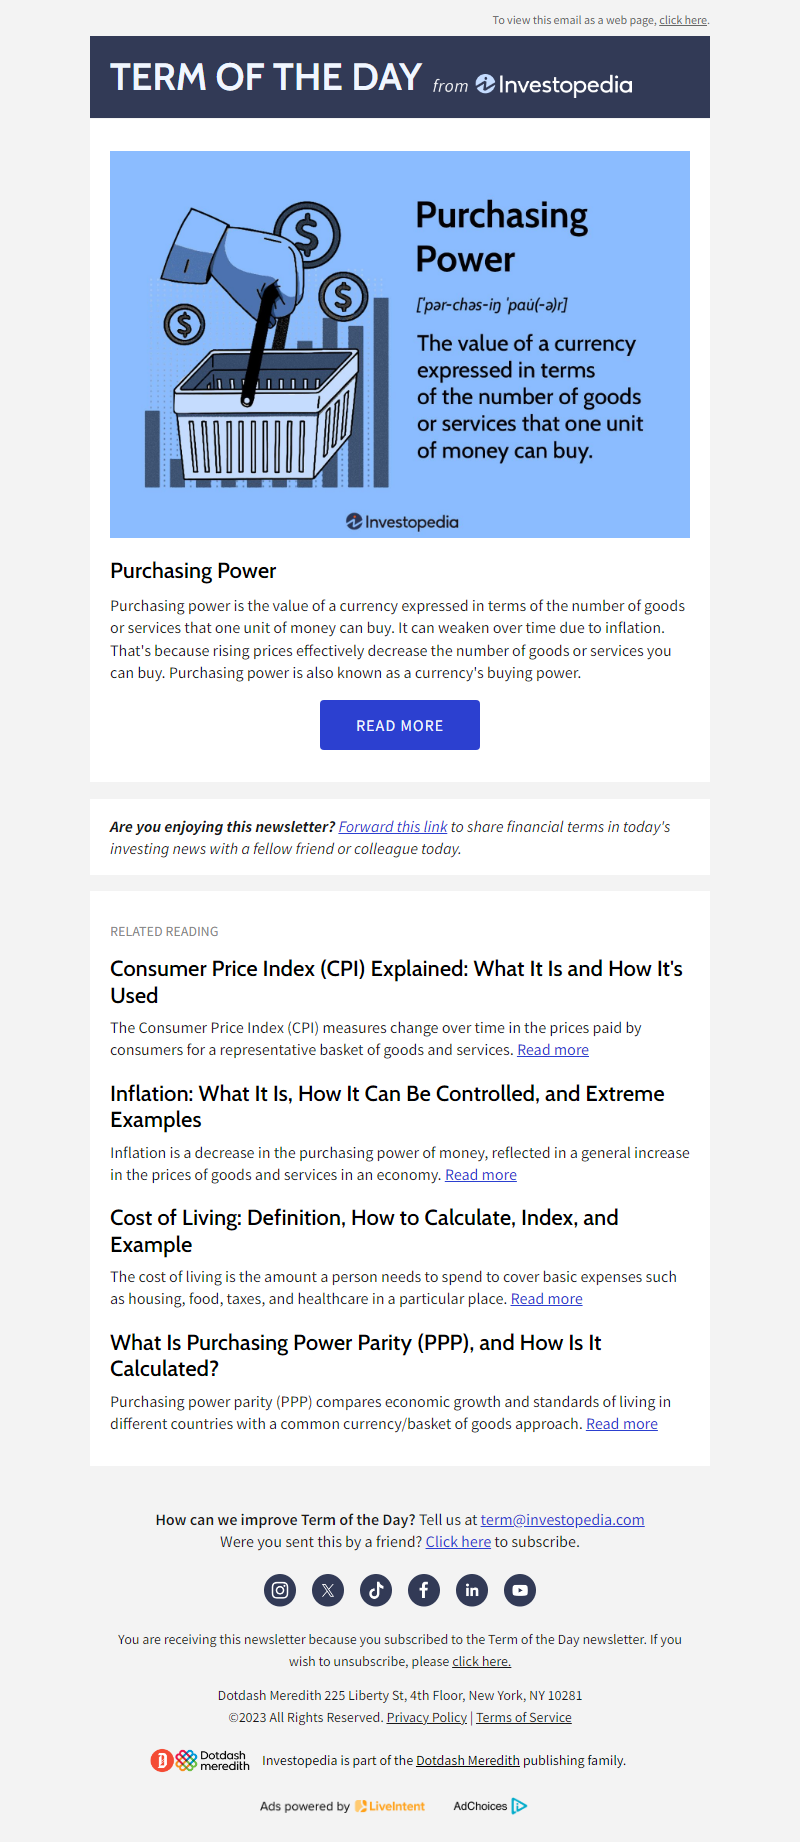 To view this email as a web page, click here.
TERM OF THE DAY from Investopedia
Purchasing
Power
['pər-chəs-iŋ 'pau̇(-ə)r]
The value of a currency
expressed in terms
of the number of goods
or services that one unit
of money can buy.
$
$
$
Investopedia
Purchasing Power
Purchasing power is the value of a currency expressed in terms of the number of goods
or services that one unit of money can buy. It can weaken over time due to inflation.
That's because rising prices effectively decrease the number of goods or services you
can buy. Purchasing power is also known as a currency's buying power.
READ MORE
Are you enjoying this newsletter? Forward this link to share financial terms in today's
investing news with a fellow friend or colleague today.
RELATED READING
Consumer Price Index (CPI) Explained: What It Is and How It's
Used
The Consumer Price Index (CPI) measures change over time in the prices paid by
consumers for a representative basket of goods and services. Read more
Inflation: What It Is, How It Can Be Controlled, and Extreme
Examples
Inflation is a decrease in the purchasing power of money, reflected in a general increase
in the prices of goods and services in an economy. Read more
Cost of Living: Definition, How to Calculate, Index, and
Example
The cost of living is the amount a person needs to spend to cover basic expenses such
as housing, food, taxes, and healthcare in a particular place. Read more
What Is Purchasing Power Parity (PPP), and How Is It
Calculated?
Purchasing power parity (PPP) compares economic growth and standards of living in
different countries with a common currency/basket of goods approach. Read more
How can we improve Term of the Day? Tell us at term@investopedia.com
Were you sent this by a friend? Click here to subscribe.
You are receiving this newsletter because you subscribed to the Term of the Day newsletter. If you
wish to unsubscribe, please click here.
Dotdash Meredith 225 Liberty St, 4th Floor, New York, NY 10281
©2023 All Rights Reserved. Privacy Policy | Terms of Service
Dotdash
meredith
Investopedia is part of the Dotdash Meredith publishing family.
Ads powered by LiveIntent
AdChoices